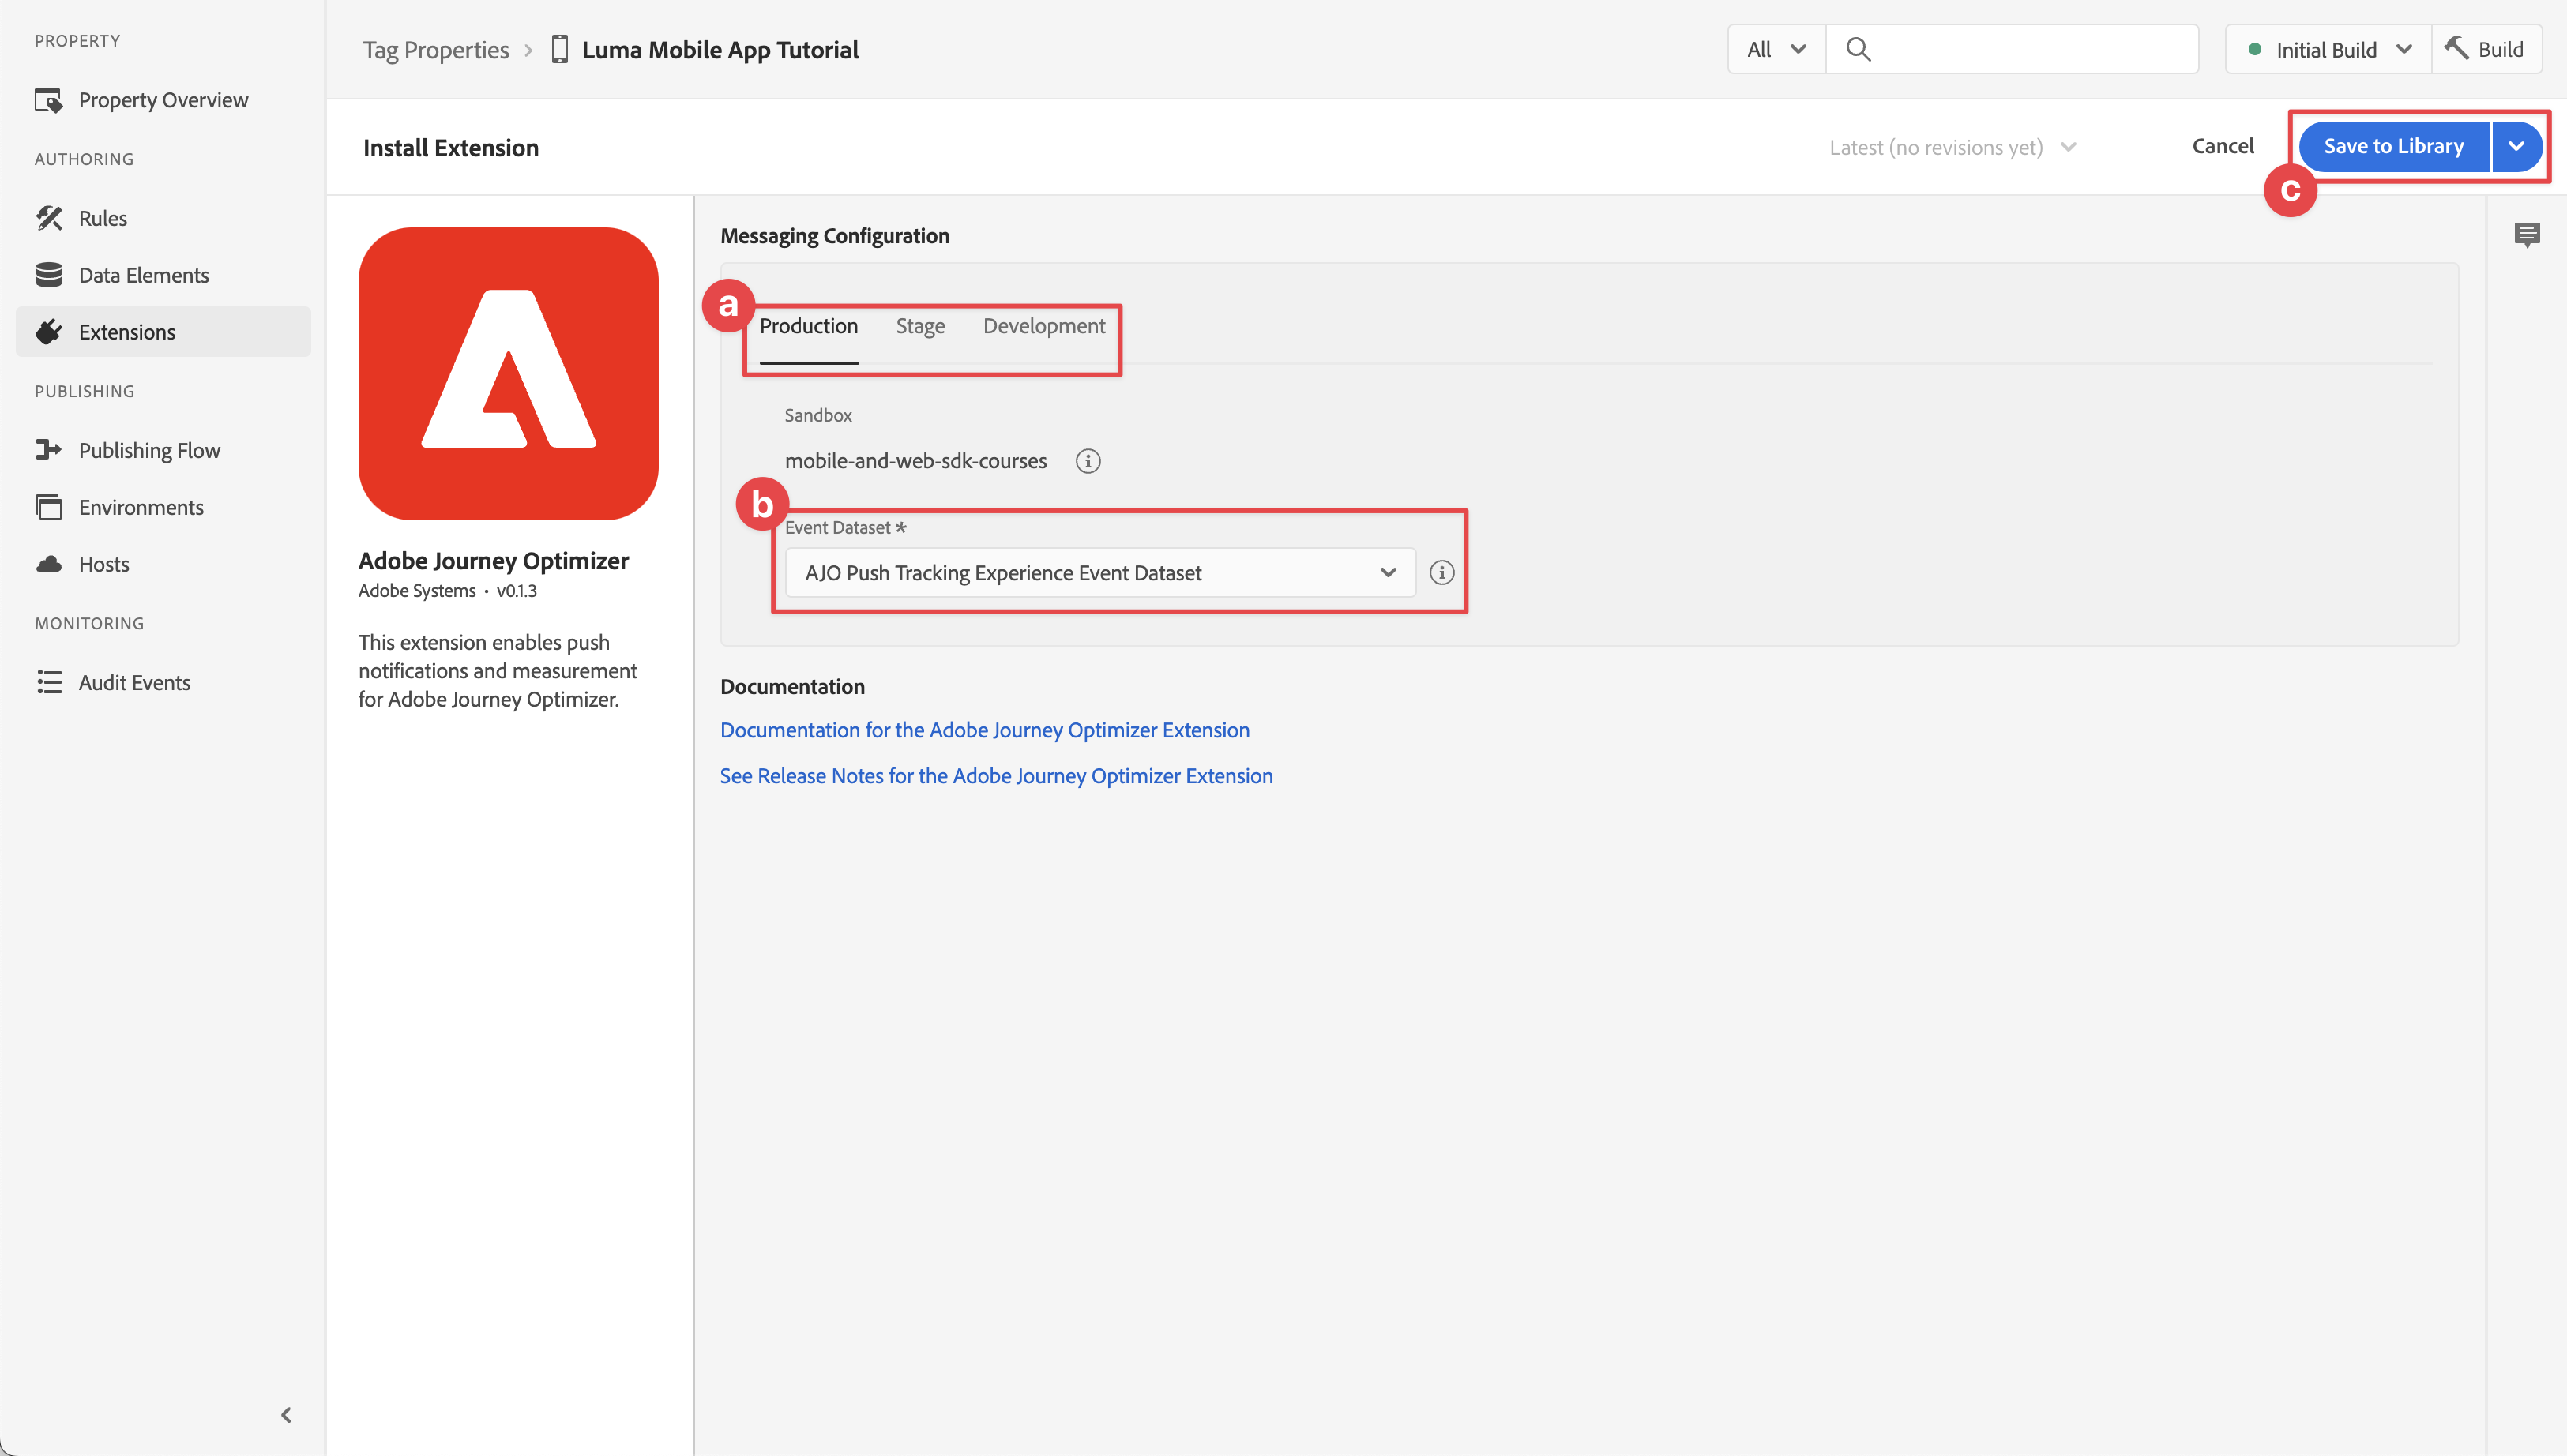 PROPERTY
Property Overview
AUTHORING
Rules
Data Elements
Extensions
PUBLISHING
Publishing Flow
Environments
Hosts
MONITORING
Audit Events
Tag Properties > Luma Mobile App Tutorial
All
Initial Build
Build
Install Extension
Latest (no revisions yet)
Cancel
Save to Library
c
Adobe Journey Optimizer
Adobe Systems • v0.1.3
This extension enables push
notifications and measurement
for Adobe Journey Optimizer.
Messaging Configuration
a
Production Stage Development
Sandbox
mobile-and-web-sdk-courses
b
Event Dataset *
AJO Push Tracking Experience Event Dataset
Documentation
Documentation for the Adobe Journey Optimizer Extension
See Release Notes for the Adobe Journey Optimizer Extension